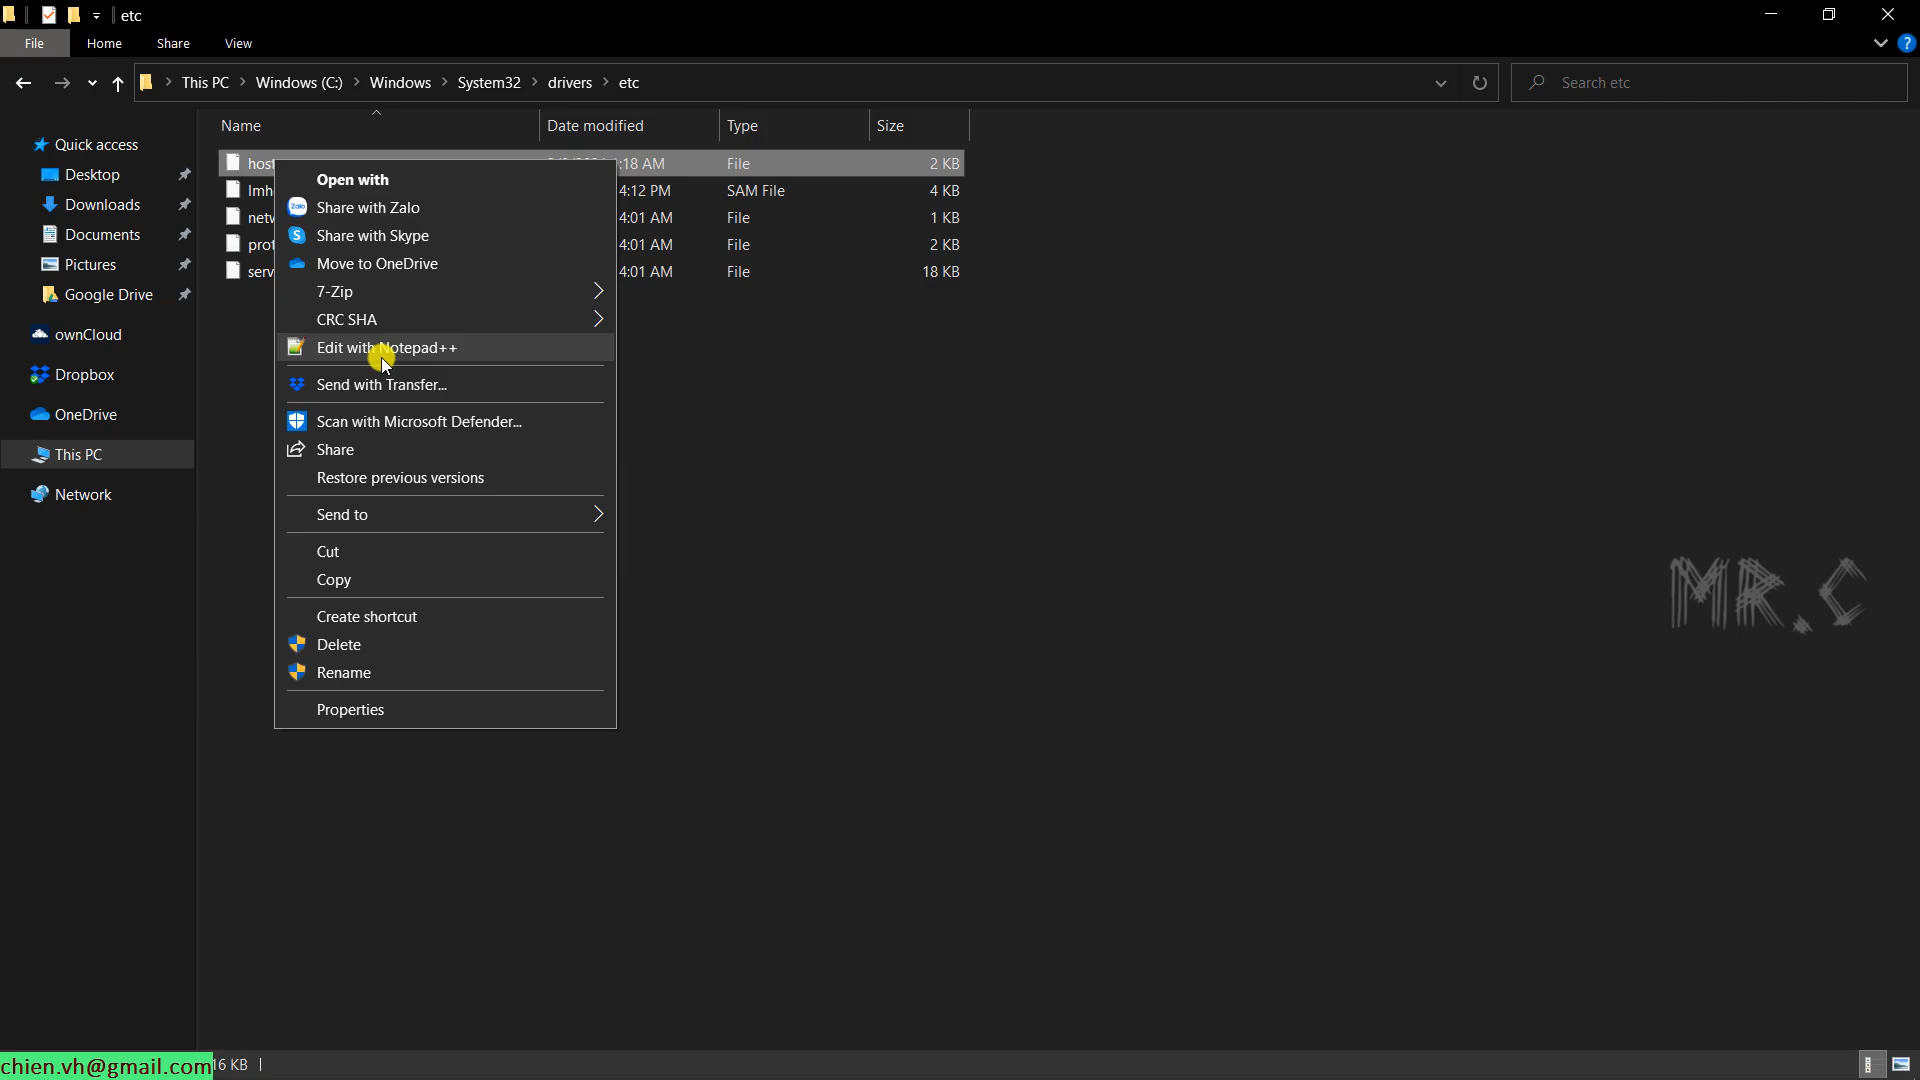 etc
File Home Share View
This PC Windows (C:) Windows System32 drivers etc
Search etc
Name Date modified Type Size
Quick access
Desktop
Downloads
Documents
Pictures
Google Drive
ownCloud
Dropbox
OneDrive
This PC
Network
:18 AM File 2 KB
4:12 PM SAM File 4 KB
4:01 AM File 1 KB
4:01 AM File 2 KB
4:01 AM File 18 KB
Open with
Share with Zalo
Share with Skype
Move to OneDrive
7-Zip
CRC SHA
Edit with Notepad++
Send with Transfer...
Scan with Microsoft Defender...
Share
Restore previous versions
Send to
Cut
Copy
Create shortcut
Delete
Rename
Properties
MR.C
chien.vh@gmail.com
16 KB